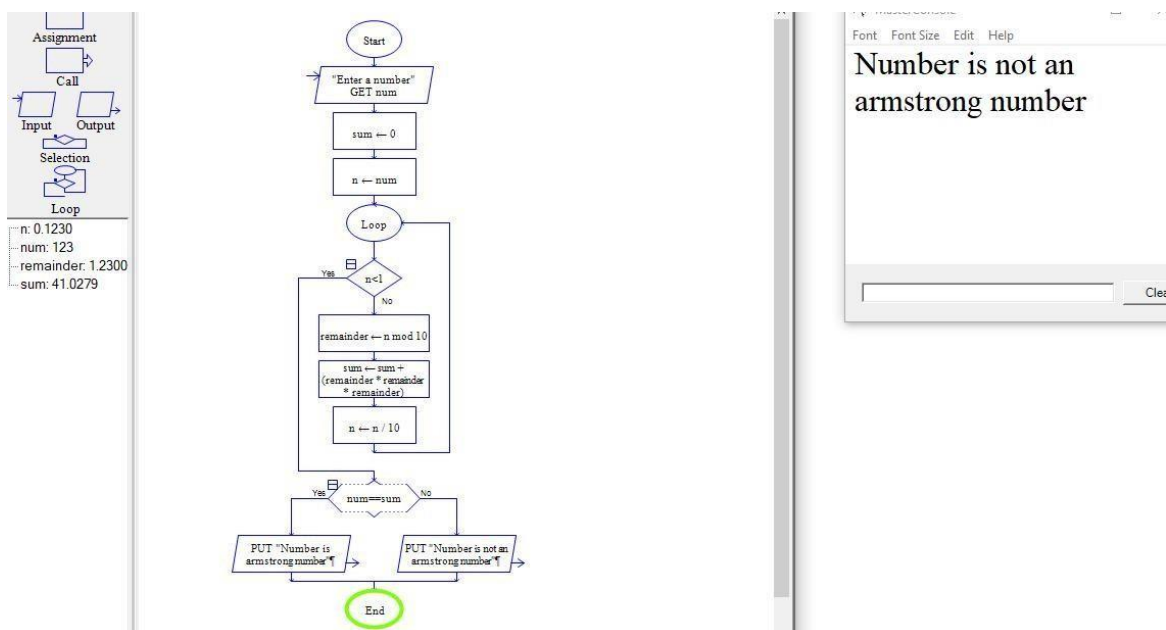 Assignment
Call
Input Output
Selection
Loop
n: 0.1230
num: 123
remainder: 1.2300
sum: 41.0279
Start
"Enter a number"
GET num
sum ← 0
n ← num
Loop
Yes
n<1
No
remainder ← n mod 10
sum ← sum +
(remainder * remainder
* remainder)
n ← n / 10
Yes
num==sum
No
PUT "Number is
armstrong number"¶
PUT "Number is not an
armstrong number"¶
End
Font Font Size Edit Help
Number is not an
armstrong number